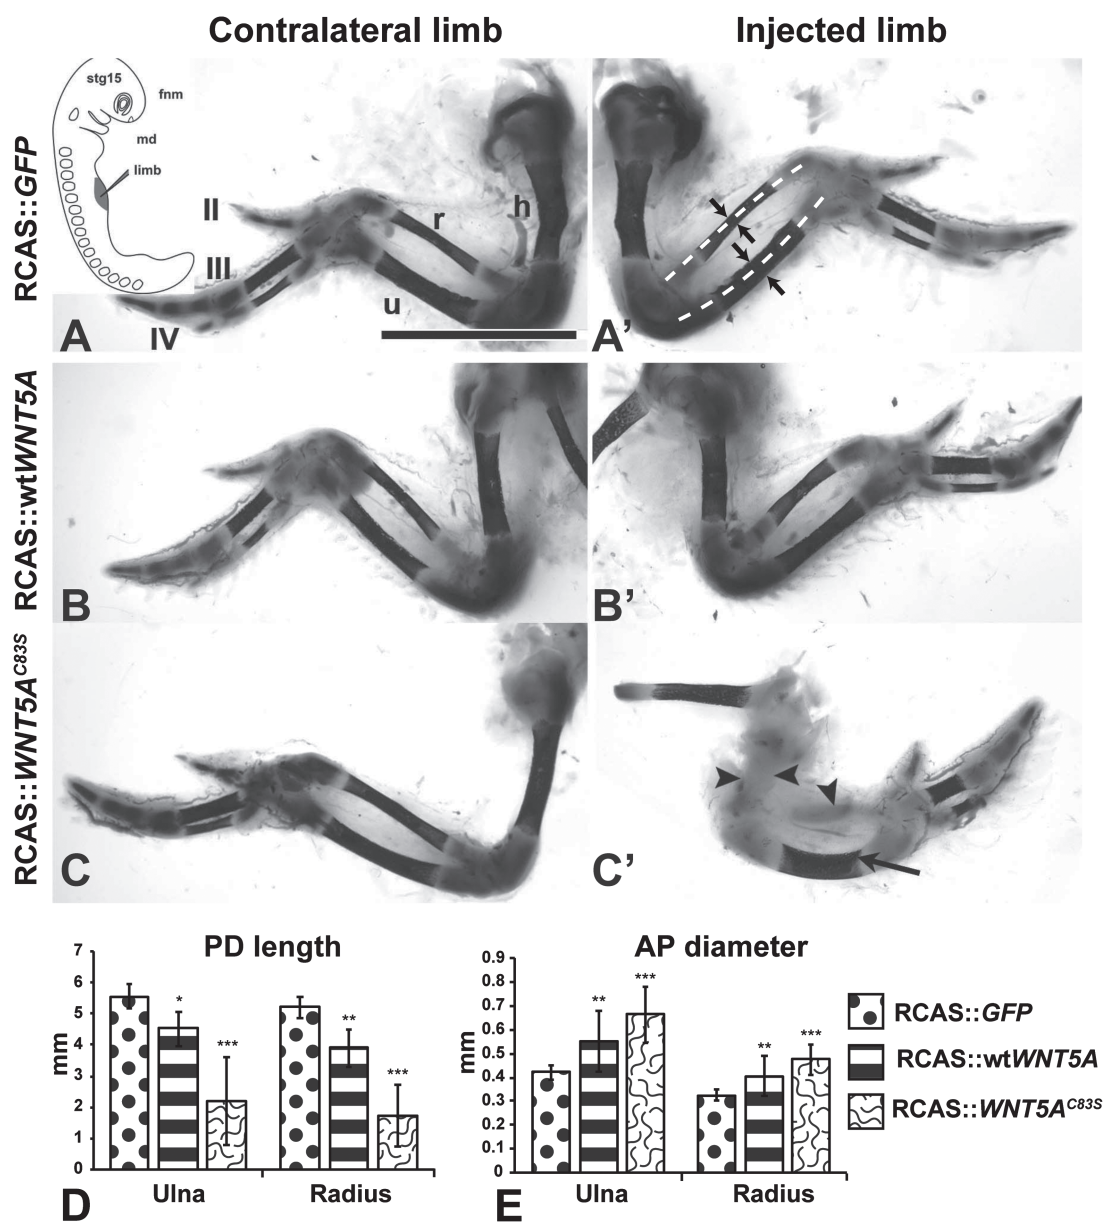 Contralateral limb
Injected limb
RCAS::GFP
stg15
fnm
md
limb
II
III
IV
r
h
u
A
A’
RCAS::wtWNT5A
B
B’
RCAS::WNT5A^C83S
C
C’
PD length
7
6
5
4
3
2
1
0
mm
*
***
**
***
Ulna
Radius
D
AP diameter
0.9
0.8
0.7
0.6
0.5
0.4
0.3
0.2
0.1
0
mm
**
***
**
***
Ulna
Radius
E
RCAS::GFP
RCAS::wtWNT5A
RCAS::WNT5A^C83S